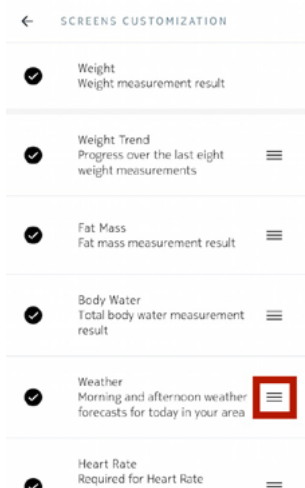 SCREENS CUSTOMIZATION
Weight
Weight measurement result
Weight Trend
Progress over the last eight
weight measurements
Fat Mass
Fat mass measurement result
Body Water
Total body water measurement
result
Weather
Morning and afternoon weather
forecasts for today in your area
Heart Rate
Required for Heart Rate